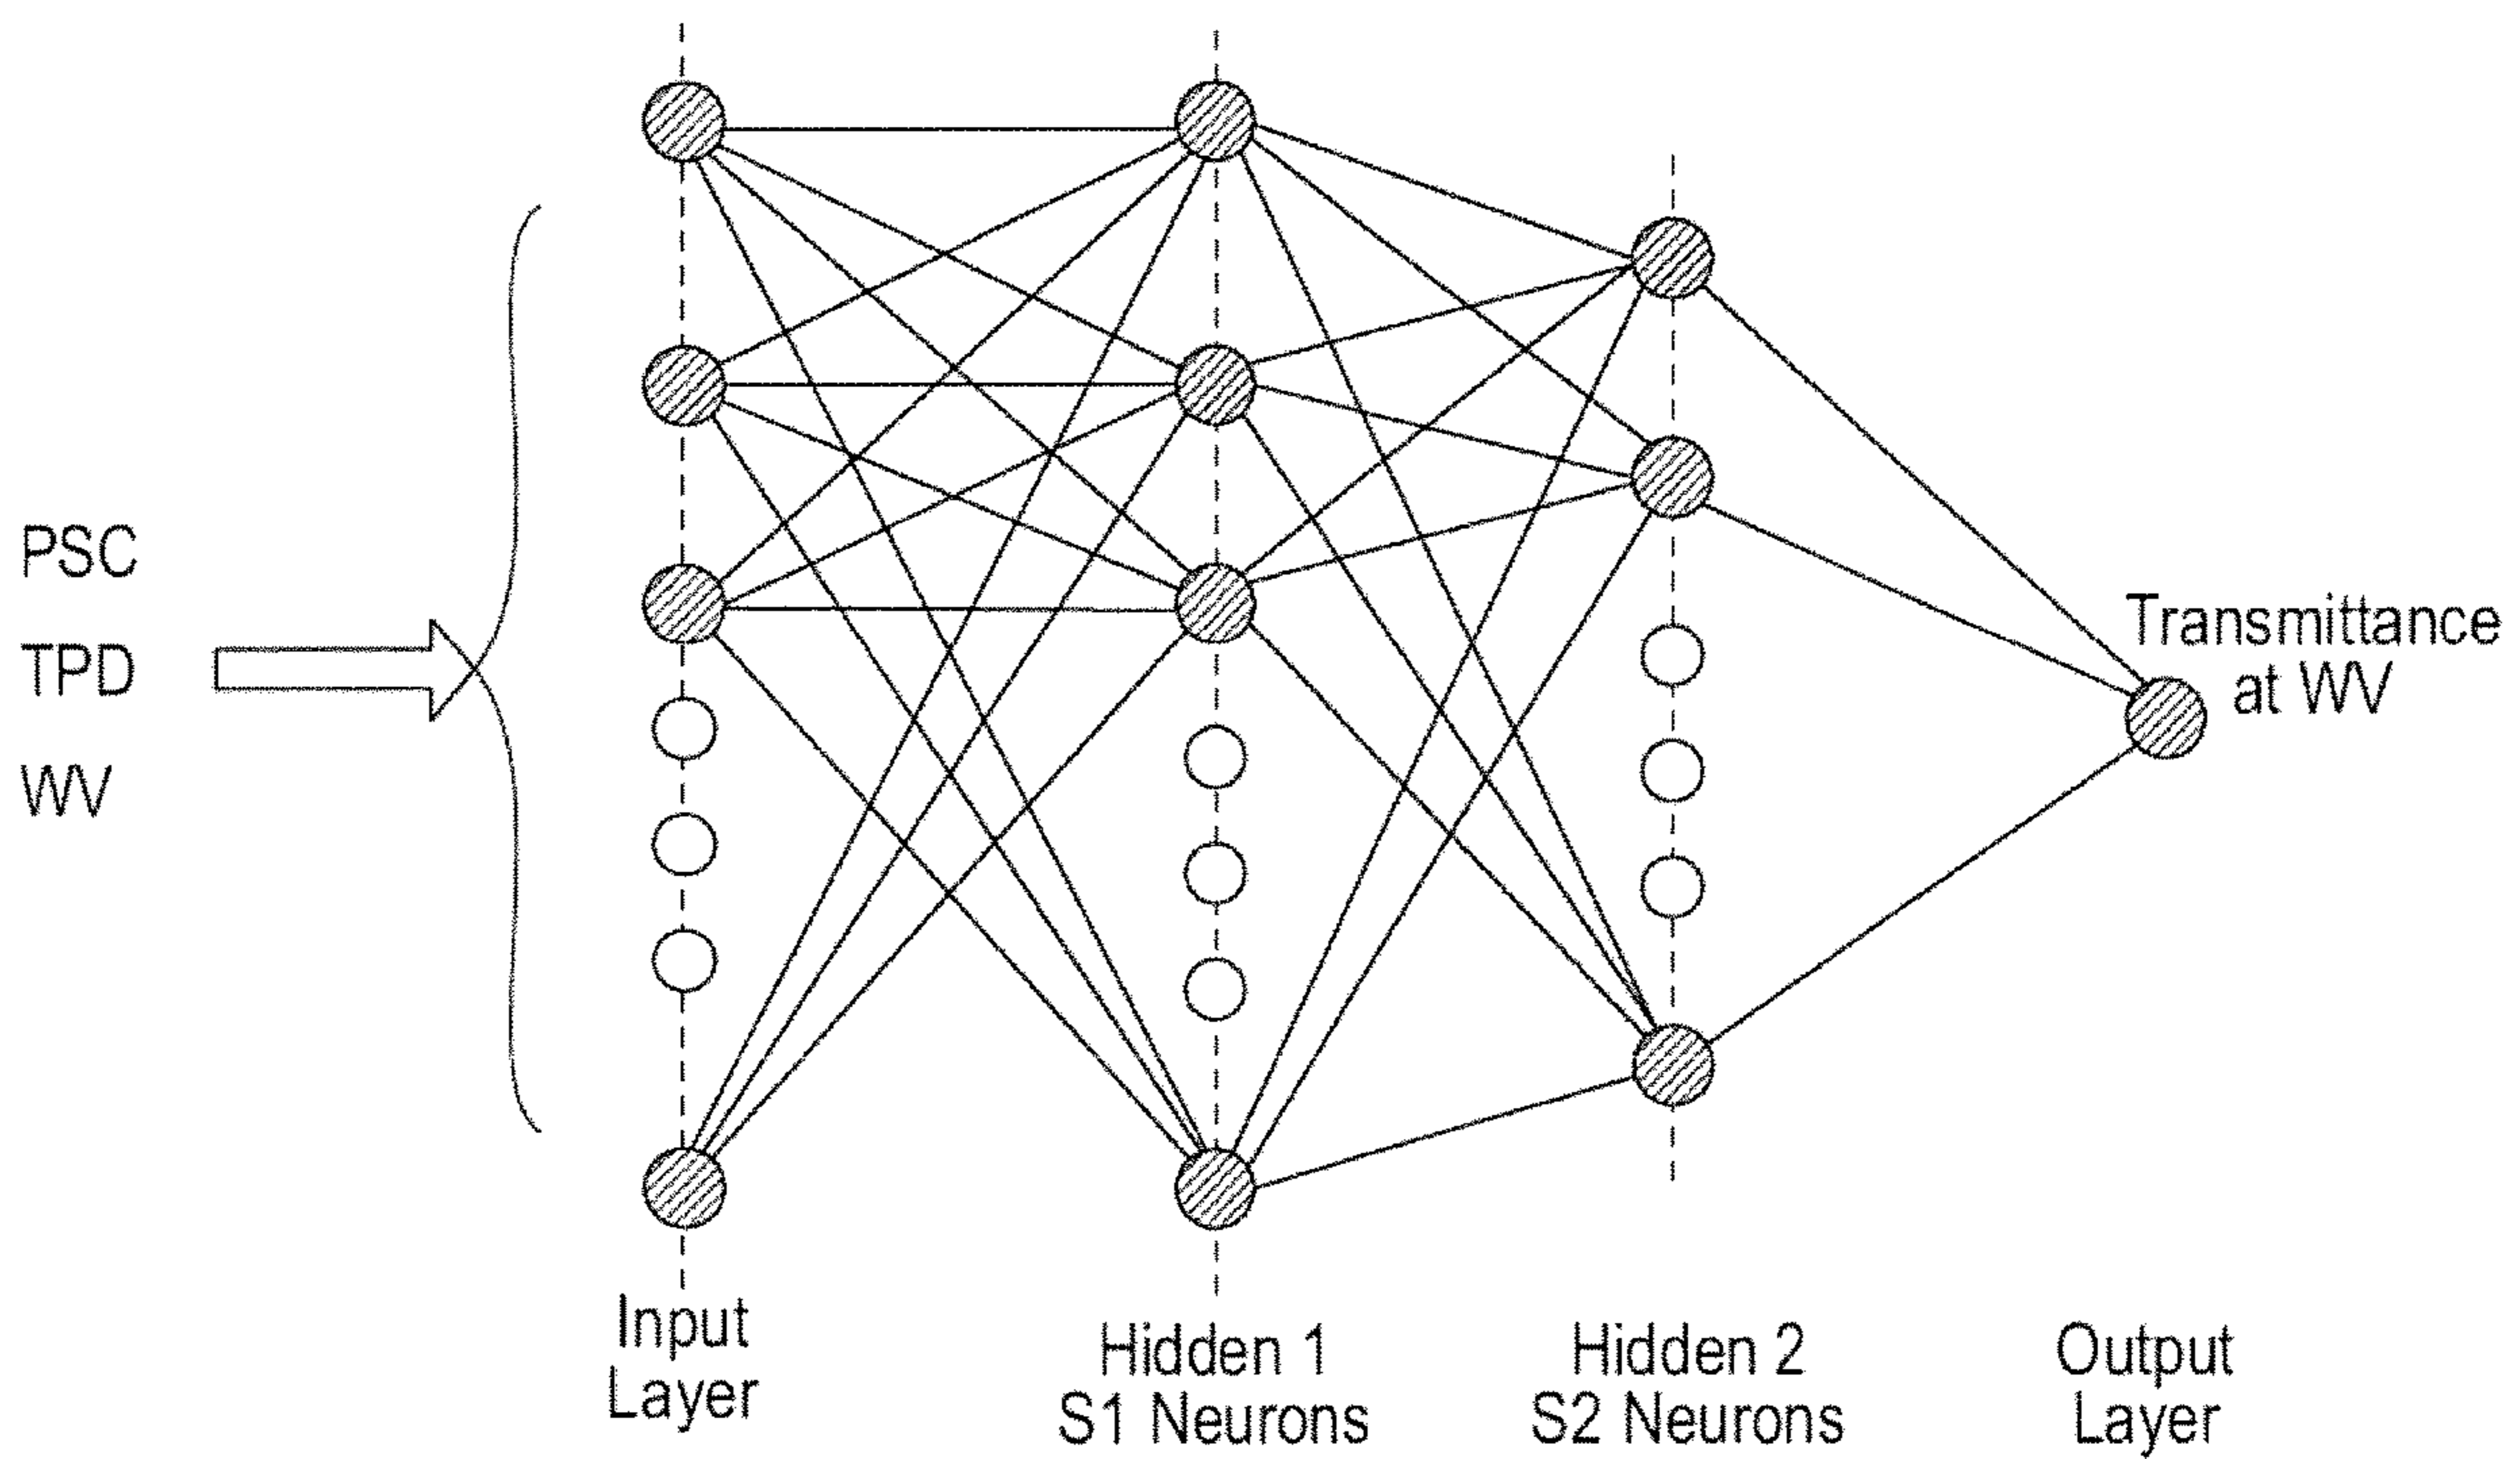 PSC
TPD
WV
Transmittance
at WV
Input
Layer
Hidden 1
S1 Neurons
Hidden 2
S2 Neurons
Output
Layer